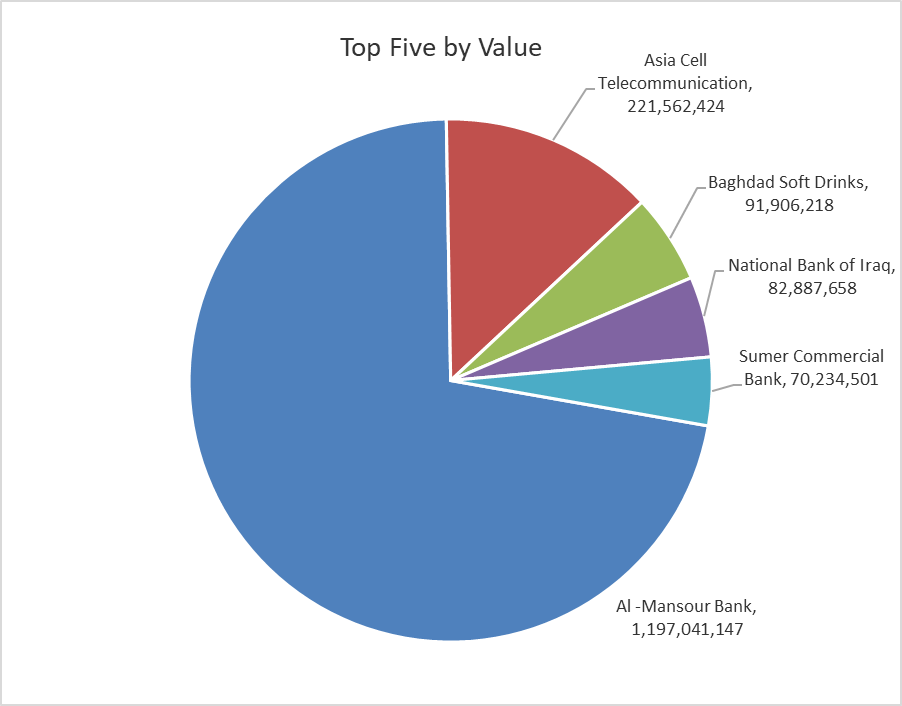 Top Five by Value
Asia Cell
Telecommunication,
221,562,424
Baghdad Soft Drinks,
91,906,218
National Bank of Iraq,
82,887,658
Sumer Commercial
Bank, 70,234,501
Al -Mansour Bank,
1,197,041,147